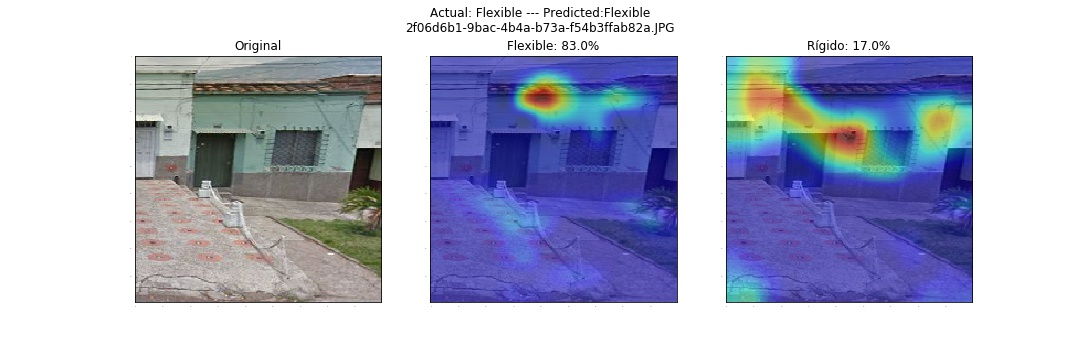 Actual: Flexible --- Predicted:Flexible
2f06d6b1-9bac-4b4a-b73a-f54b3ffab82a.JPG
Original
Flexible: 83.0%
Rígido: 17.0%